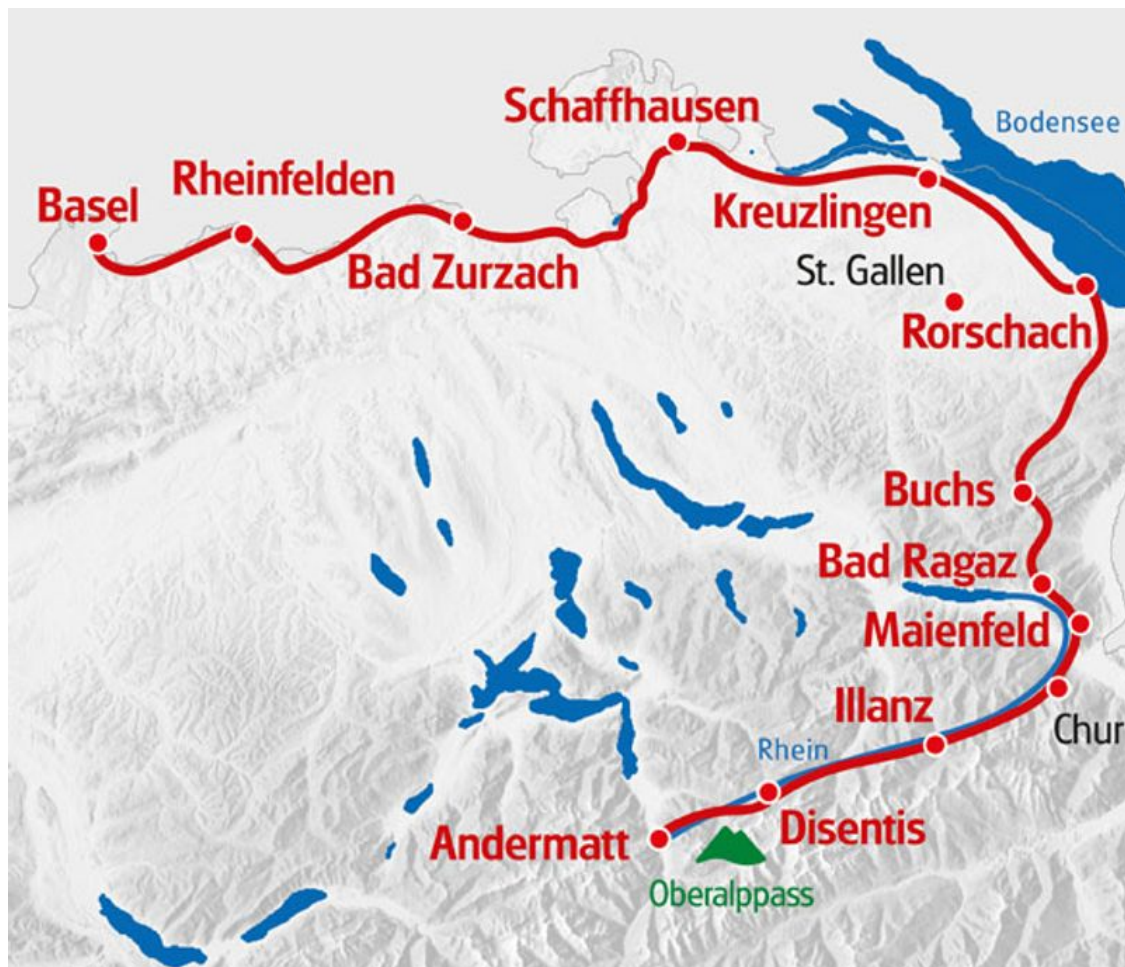 Schaffhausen
Bodensee
Rheinfelden
Basel
Kreuzlingen
Bad Zurzach
St. Gallen
Rorschach
Buchs
Bad Ragaz
Maienfeld
Illanz
Chur
Rhein
Disentis
Andermatt
Oberalppass